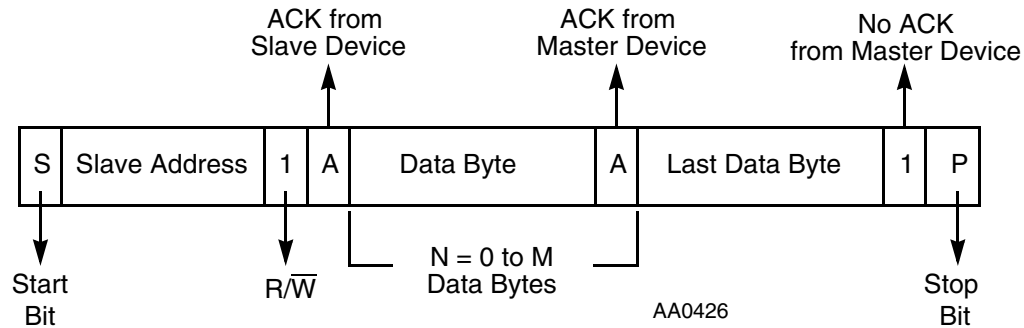 ACK from
Slave Device
ACK from
Master Device
No ACK
from Master Device
S
Slave Address
1
A
Data Byte
A
Last Data Byte
1
P
Start
Bit
R/W̅
N = 0 to M
Data Bytes
AA0426
Stop
Bit